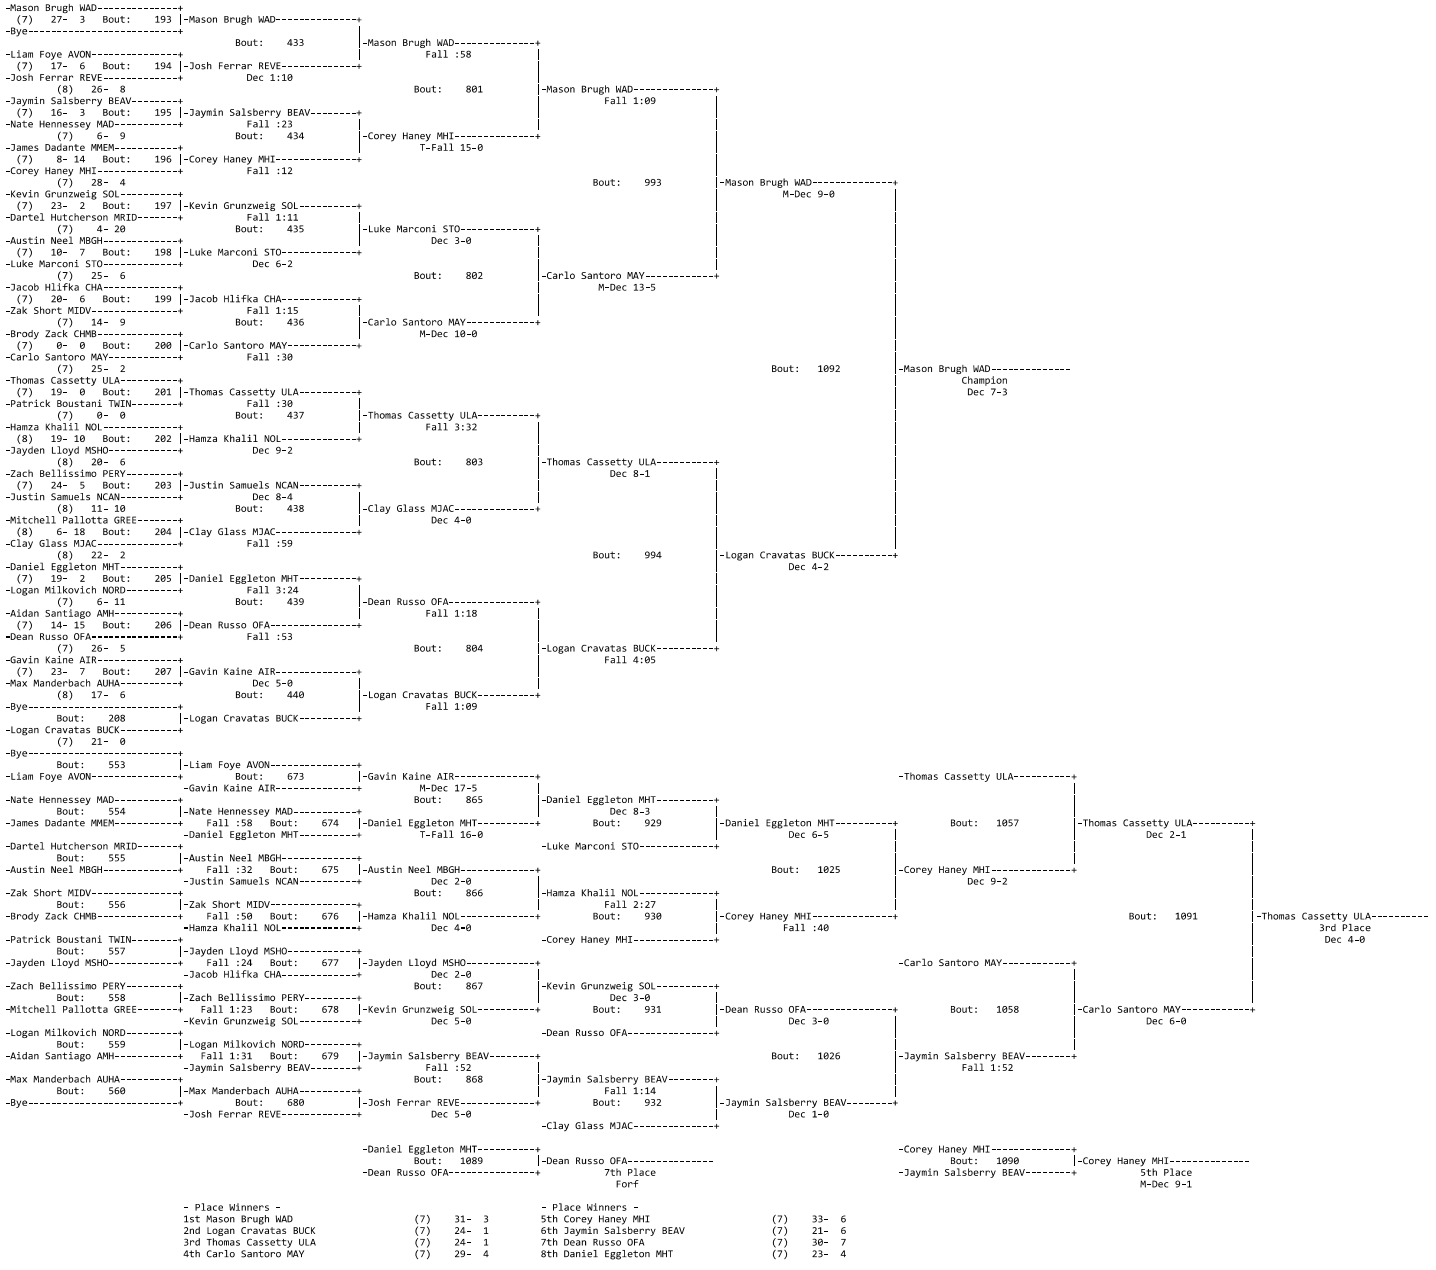 -Mason Brugh WAD---------------+
(7) 27- 3 Bout: 193 |-Mason Brugh WAD--------------+
-Bye--------------------------+
Bout: 433 |-Mason Brugh WAD--------------+
-Liam Foye AVON---------------+ Fall :58
(7) 17- 6 Bout: 194 |-Josh Ferrar REVE-------------+
-Josh Ferrar REVE-------------+ Dec 1:10
(8) 26- 8 Bout: 801 |-Mason Brugh WAD--------------+
-Jaymin Salsberry BEAV--------+ Fall 1:09
(7) 16- 3 Bout: 195 |-Jaymin Salsberry BEAV--------+
-Nate Hennessey MAD-----------+ Fall :23
(7) 6- 9 Bout: 434 |-Corey Haney MHI--------------+
-James Dadante MMEM-----------+ T-Fall 15-0
(7) 8- 14 Bout: 196 |-Corey Haney MHI--------------+
-Corey Haney MHI--------------+ Fall :12
(7) 28- 4 Bout: 993 |-Mason Brugh WAD--------------+
-Kevin Grunzweig SOL----------+ M-Dec 9-0
(7) 23- 2 Bout: 197 |-Kevin Grunzweig SOL----------+
-Dartel Hutcherson MRID-------+ Fall 1:11
(7) 4- 20 Bout: 435 |-Luke Marconi STO-------------+
-Austin Neel MBGH-------------+ Dec 3-0
(7) 10- 7 Bout: 198 |-Luke Marconi STO-------------+
-Luke Marconi STO-------------+ Dec 6-2
(7) 25- 6 Bout: 802 |-Carlo Santoro MAY------------+
-Jacob Hlifka CHA-------------+ M-Dec 13-5
(7) 20- 6 Bout: 199 |-Jacob Hlifka CHA-------------+
-Zak Short MIDV---------------+ Fall 1:15
(7) 14- 9 Bout: 436 |-Carlo Santoro MAY------------+
-Brody Zack CHMB--------------+ M-Dec 10-0
(7) 0- 0 Bout: 200 |-Carlo Santoro MAY------------+
-Carlo Santoro MAY------------+ Fall :30
(7) 25- 2 Bout: 1092 |-Mason Brugh WAD--------------
-Thomas Cassetty ULA----------+ Champion
(7) 19- 0 Bout: 201 |-Thomas Cassetty ULA----------+ Dec 7-3
-Patrick Boustani TWIN--------+ Fall :30
(7) 0- 0 Bout: 437 |-Thomas Cassetty ULA----------+
-Hamza Khalil NOL-------------+ Fall 3:32
(8) 19- 10 Bout: 202 |-Hamza Khalil NOL-------------+
-Jayden Lloyd MSHO------------+ Dec 9-2
(8) 20- 6 Bout: 803 |-Thomas Cassetty ULA----------+
-Zach Bellissimo PERY---------+ Dec 8-1
(7) 24- 5 Bout: 203 |-Justin Samuels NCAN----------+
-Justin Samuels NCAN----------+ Dec 8-4
(8) 11- 10 Bout: 438 |-Clay Glass MJAC--------------+
-Mitchell Pallotta GREE-------+ Dec 4-0
(8) 6- 18 Bout: 204 |-Clay Glass MJAC--------------+
-Clay Glass MJAC--------------+ Fall :59
(8) 22- 2 Bout: 994 |-Logan Cravatas BUCK----------+
-Daniel Eggleton MHT----------+ Dec 4-2
(7) 19- 2 Bout: 205 |-Daniel Eggleton MHT----------+
-Logan Milkovich NORD---------+ Fall 3:24
(7) 6- 11 Bout: 439 |-Dean Russo OFA---------------+
-Aidan Santiago AMH-----------+ Fall 1:18
(7) 14- 15 Bout: 206 |-Dean Russo OFA---------------+
-Dean Russo OFA---------------+ Fall :53
(7) 26- 5 Bout: 804 |-Logan Cravatas BUCK----------+
-Gavin Kaine AIR--------------+ Fall 4:05
(7) 23- 7 Bout: 207 |-Gavin Kaine AIR--------------+
-Max Manderbach AUHA----------+ Dec 5-0
(8) 17- 6 Bout: 440 |-Logan Cravatas BUCK----------+
-Bye--------------------------+ Fall 1:09
Bout: 208 |-Logan Cravatas BUCK----------+
-Logan Cravatas BUCK----------+
(7) 21- 0
-Bye--------------------------+
Bout: 553 |-Liam Foye AVON---------------+
-Liam Foye AVON---------------+ Bout: 673 |-Gavin Kaine AIR--------------+ -Thomas Cassetty ULA----------+
-Gavin Kaine AIR--------------+ M-Dec 17-5
-Nate Hennessey MAD-----------+ Bout: 865 |-Daniel Eggleton MHT----------+
Bout: 554 |-Nate Hennessey MAD-----------+ Dec 8-3
-James Dadante MMEM-----------+ Fall :58 Bout: 674 |-Daniel Eggleton MHT----------+ Bout: 929 |-Daniel Eggleton MHT----------+ Bout: 1057 |-Thomas Cassetty ULA----------+
-Daniel Eggleton MHT----------+ T-Fall 16-0 Dec 6-5 Dec 2-1
-Dartel Hutcherson MRID-------+ -Luke Marconi STO-------------+
Bout: 555 |-Austin Neel MBGH-------------+
-Austin Neel MBGH-------------+ Fall :32 Bout: 675 |-Austin Neel MBGH-------------+ Bout: 1025 |-Corey Haney MHI--------------+
-Justin Samuels NCAN----------+ Dec 2-0 Dec 9-2
-Zak Short MIDV---------------+ Bout: 866 |-Hamza Khalil NOL-------------+
Bout: 556 |-Zak Short MIDV---------------+ Fall 2:27
-Brody Zack CHMB--------------+ Fall :50 Bout: 676 |-Hamza Khalil NOL-------------+ Bout: 930 |-Corey Haney MHI--------------+ Bout: 1091 |-Thomas Cassetty ULA----------
-Hamza Khalil NOL-------------+ Dec 4-0 Fall :40 3rd Place
-Patrick Boustani TWIN--------+ -Corey Haney MHI--------------+ Dec 4-0
Bout: 557 |-Jayden Lloyd MSHO------------+
-Jayden Lloyd MSHO------------+ Fall :24 Bout: 677 |-Jayden Lloyd MSHO------------+ -Carlo Santoro MAY------------+
-Jacob Hlifka CHA-------------+ Dec 2-0
-Zach Bellissimo PERY---------+ Bout: 867 |-Kevin Grunzweig SOL----------+
Bout: 558 |-Zach Bellissimo PERY---------+ Dec 3-0
-Mitchell Pallotta GREE-------+ Fall 1:23 Bout: 678 |-Kevin Grunzweig SOL----------+ Bout: 931 |-Dean Russo OFA---------------+ Bout: 1058 |-Carlo Santoro MAY------------+
-Kevin Grunzweig SOL----------+ Dec 5-0 Dec 3-0 Dec 6-0
-Logan Milkovich NORD---------+ -Dean Russo OFA---------------+
Bout: 559 |-Logan Milkovich NORD---------+
-Aidan Santiago AMH-----------+ Fall 1:31 Bout: 679 |-Jaymin Salsberry BEAV--------+ Bout: 1026 |-Jaymin Salsberry BEAV--------+
-Jaymin Salsberry BEAV--------+ Fall :52 Fall 1:52
-Max Manderbach AUHA----------+ Bout: 868 |-Jaymin Salsberry BEAV--------+
Bout: 560 |-Max Manderbach AUHA----------+ Fall 1:14
-Bye--------------------------+ Bout: 680 |-Josh Ferrar REVE-------------+ Bout: 932 |-Jaymin Salsberry BEAV--------+
-Josh Ferrar REVE-------------+ Dec 5-0 Dec 1-0
-Clay Glass MJAC--------------+
-Daniel Eggleton MHT----------+ -Corey Haney MHI--------------+
Bout: 1089 |-Dean Russo OFA--------------- Bout: 1090 |-Corey Haney MHI--------------
-Dean Russo OFA---------------+ 7th Place -Jaymin Salsberry BEAV--------+ 5th Place
Forf M-Dec 9-1
- Place Winners - - Place Winners -
1st Mason Brugh WAD (7) 31- 3 5th Corey Haney MHI (7) 33- 6
2nd Logan Cravatas BUCK (7) 24- 1 6th Jaymin Salsberry BEAV (7) 21- 6
3rd Thomas Cassetty ULA (7) 24- 1 7th Dean Russo OFA (7) 30- 7
4th Carlo Santoro MAY (7) 29- 4 8th Daniel Eggleton MHT (7) 23- 4